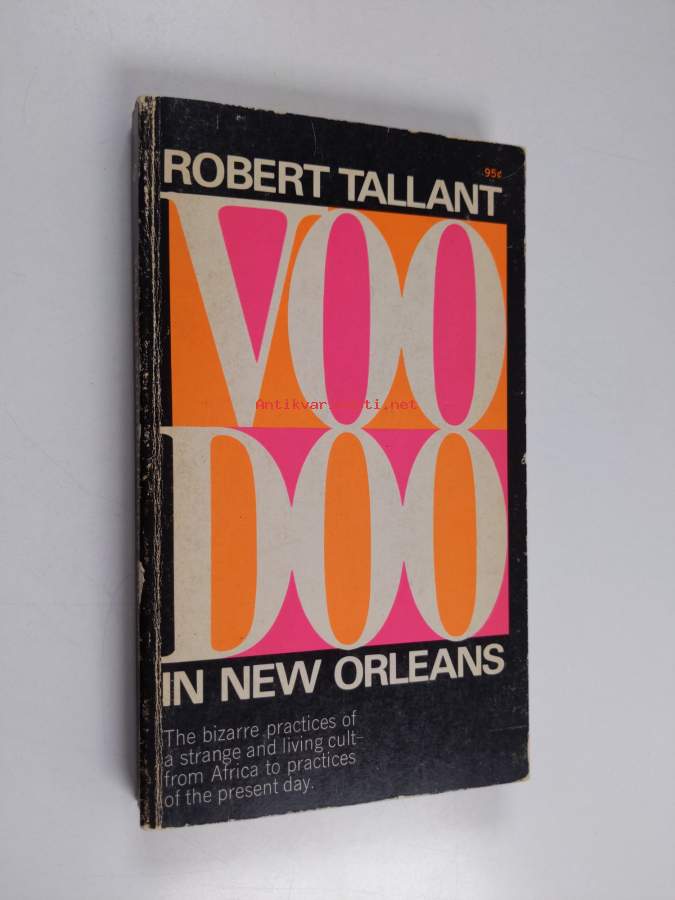 ROBERT TALLANT
95¢
VOO
Antikvariaatti.net
DOO
IN NEW ORLEANS
The bizarre practices of
a strange and living cult—
from Africa to practices
of the present day.